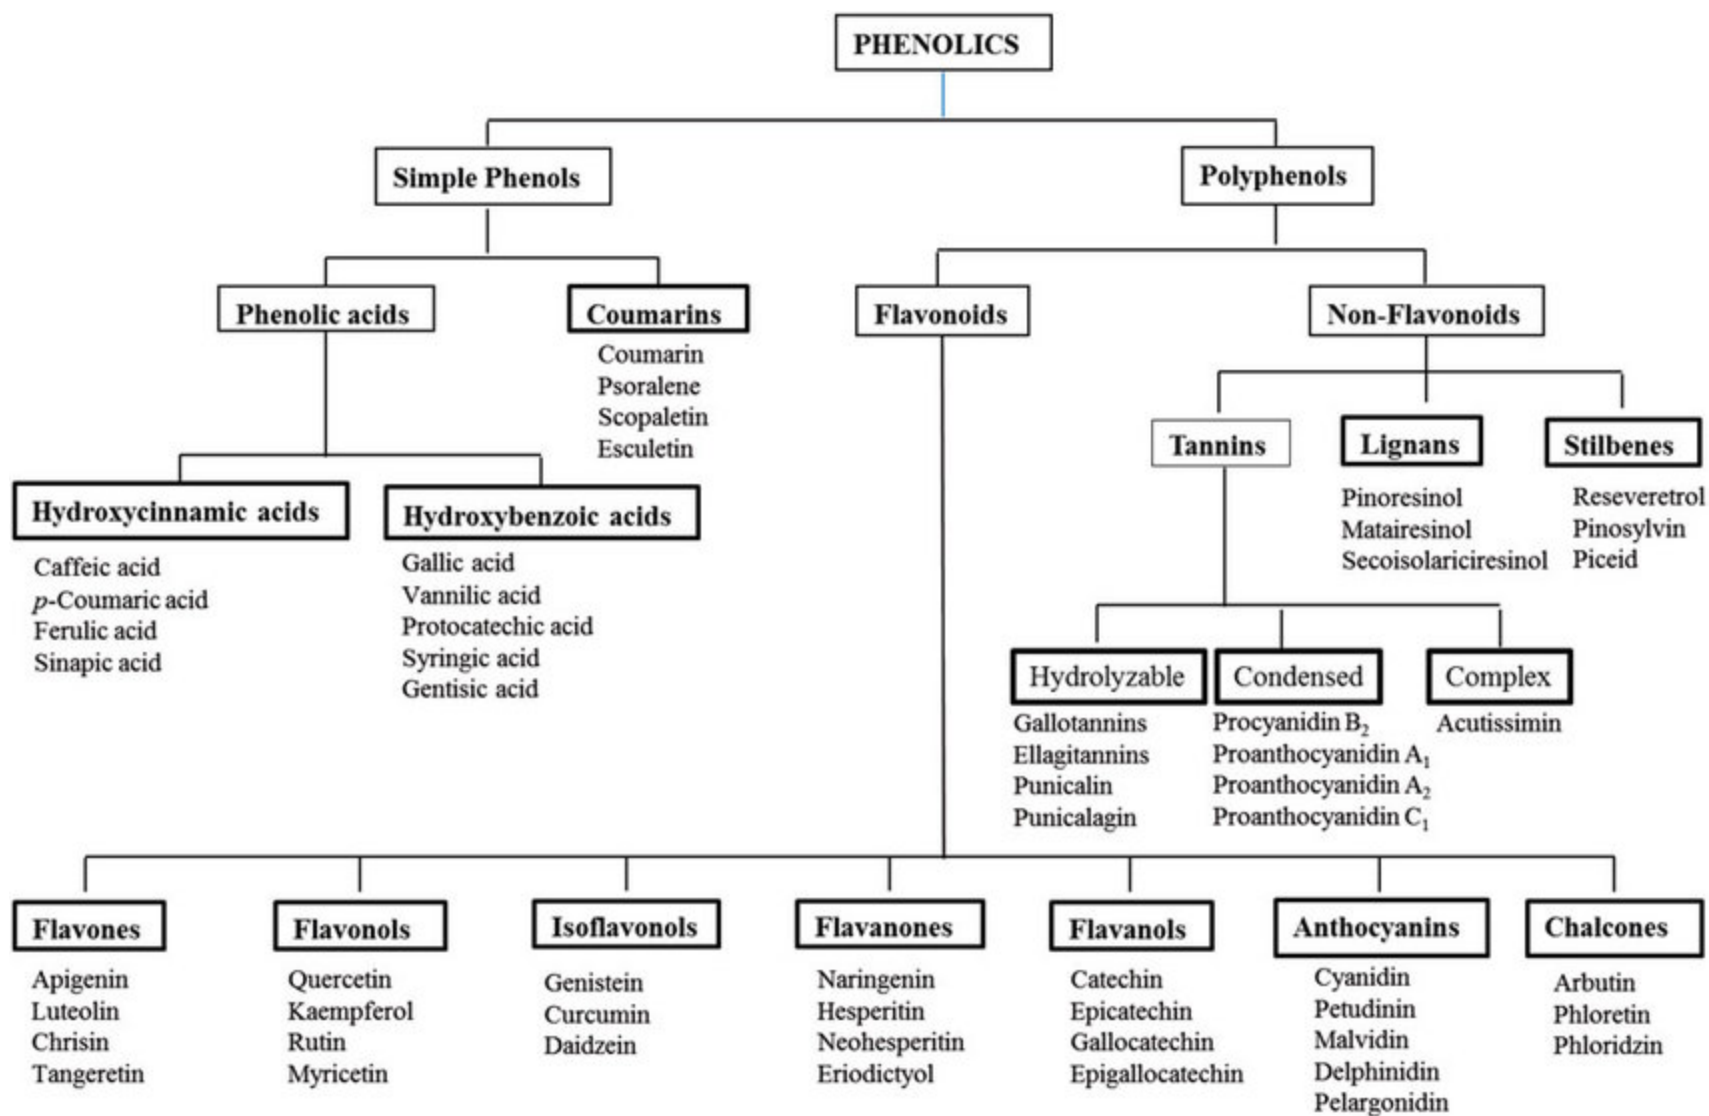 PHENOLICS
Simple Phenols
Polyphenols
Phenolic acids
Coumarins
Coumarin
Psoralene
Scopaletin
Esculetin
Flavonoids
Non-Flavonoids
Hydroxycinnamic acids
Caffeic acid
p-Coumaric acid
Ferulic acid
Sinapic acid
Hydroxybenzoic acids
Gallic acid
Vannilic acid
Protocatechic acid
Syringic acid
Gentisic acid
Tannins
Lignans
Pinoresinol
Matairesinol
Secoisolariciresinol
Stilbenes
Reseveretrol
Pinosylvin
Piceid
Hydrolyzable
Gallotannins
Ellagitannins
Punicalin
Punicalagin
Condensed
Procyanidin B₂
Proanthocyanidin A₁
Proanthocyanidin A₂
Proanthocyanidin C₁
Complex
Acutissimin
Flavones
Apigenin
Luteolin
Chrisin
Tangeretin
Flavonols
Quercetin
Kaempferol
Rutin
Myricetin
Isoflavonols
Genistein
Curcumin
Daidzein
Flavanones
Naringenin
Hesperitin
Neohesperitin
Eriodictyol
Flavanols
Catechin
Epicatechin
Gallocatechin
Epigallocatechin
Anthocyanins
Cyanidin
Petudinin
Malvidin
Delphinidin
Pelargonidin
Chalcones
Arbutin
Phloretin
Phloridzin